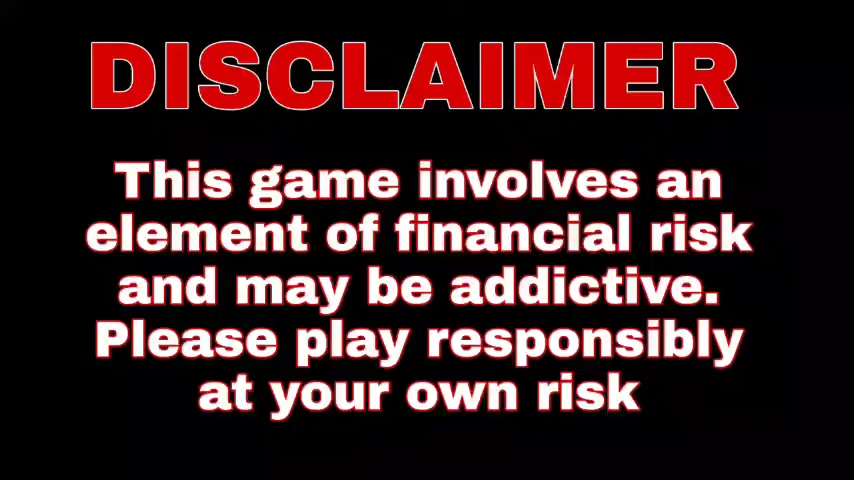 DISCLAIMER
This game involves an
element of financial risk
and may be addictive.
Please play responsibly
at your own risk